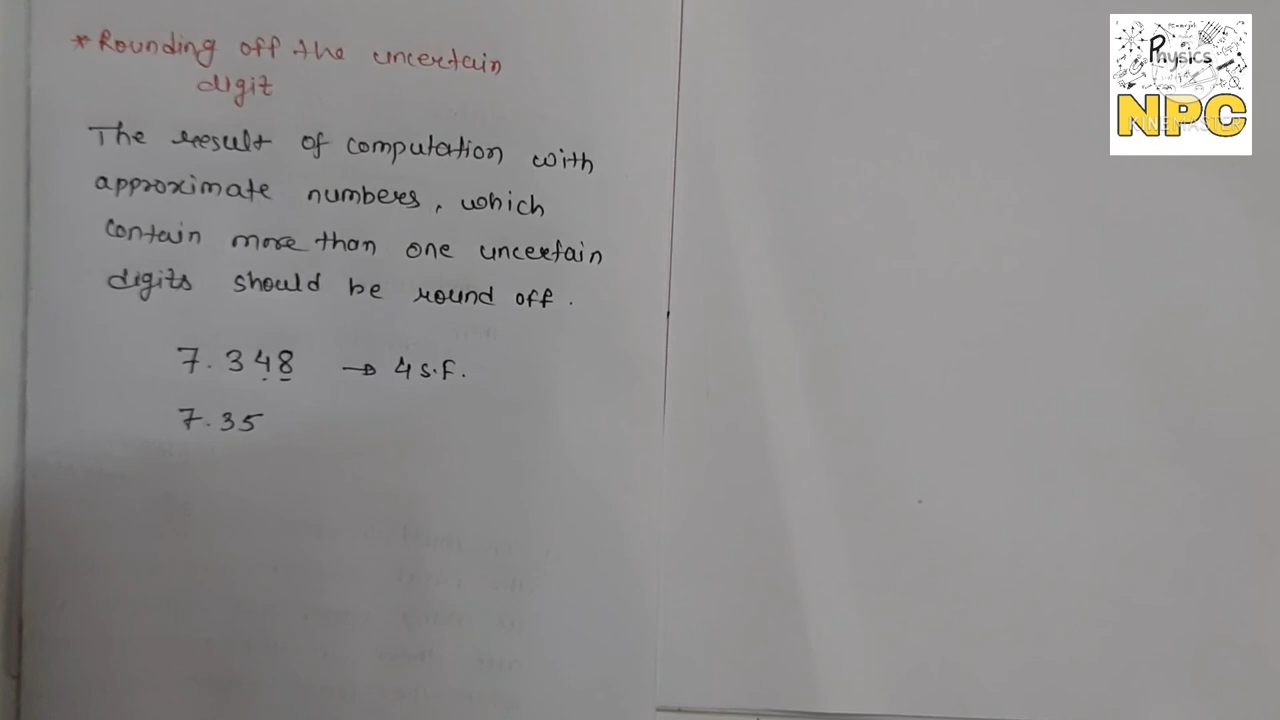 * Rounding off the uncertain
digit
The result of computation with
approximate numbers, which
contain more than one uncertain
digits should be round off.
7.348 → 4 s.f.
7.35
Physics
NPC
KINEMASTER